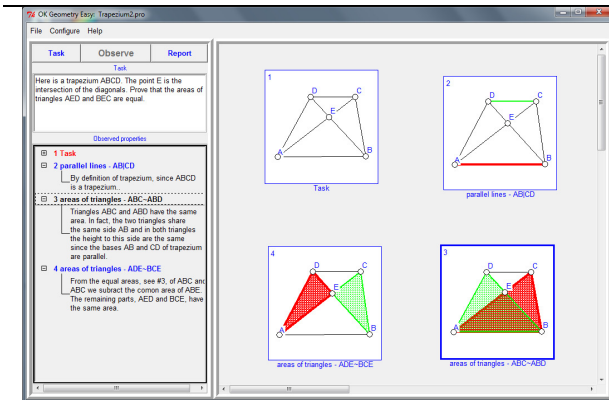 OK Geometry Easy: Trapezium2.pro
File Configure Help
Task Observe Report
Task
Here is a trapezium ABCD. The point E is the
intersection of the diagonals. Prove that the areas of
triangles AED and BEC are equal.
Observed properties
1 Task
2 parallel lines - AB|CD
By definition of trapezium, since ABCD
is a trapezium..
3 areas of triangles - ABC~ABD
Triangles ABC and ABD have the same
area. In fact, the two triangles share
the same side AB and in both triangles
the height to this side are the same
since the bases AB and CD of trapezium
are parallel.
4 areas of triangles - ADE~BCE
From the equal areas, see #3, of ABC and
ABC we subract the comon area of ABE.
The remaining parts, AED and BCE, have
the same area.
1
D C
E
A B
Task
2
D C
E
A B
parallel lines - AB|CD
4
D C
E
A B
areas of triangles - ADE~BCE
3
D C
E
A B
areas of triangles - ABC~ABD